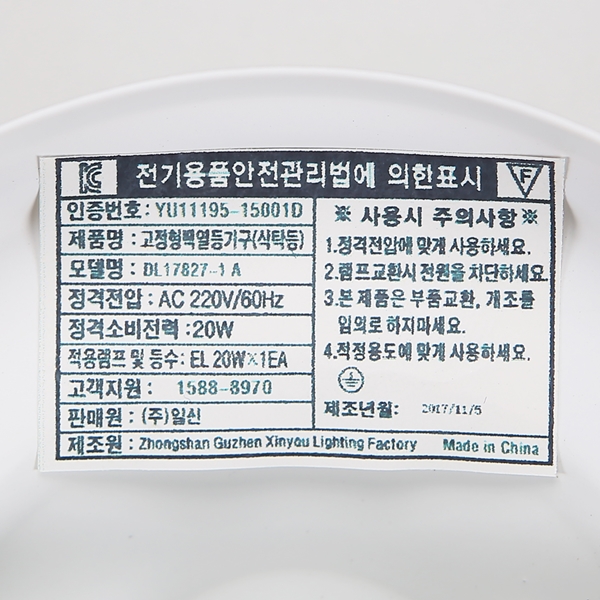 전기용품안전관리법에 의한표시
F
인증번호: YU11195-15001D
제품명: 고정형백열등기구(식탁등)
모델명: DL17827-1 A
정격전압: AC 220V/60Hz
정격소비전력:20W
적용램프 및 등수: EL 20W×1EA
고객지원: 1588-8970
판매원: (주)일신
※ 사용시 주의사항 ※
1.정격전압에 맞게 사용하세요.
2.램프교환시 전원을 차단하세요.
3.본 제품은 부품교환, 개조를
임의로 하지마세요.
4.적정용도에 맞게 사용하세요.
제조년월: 2017/11/5
제조원: Zhongshan Guzhen Xinyou Lighting Factory Made in China